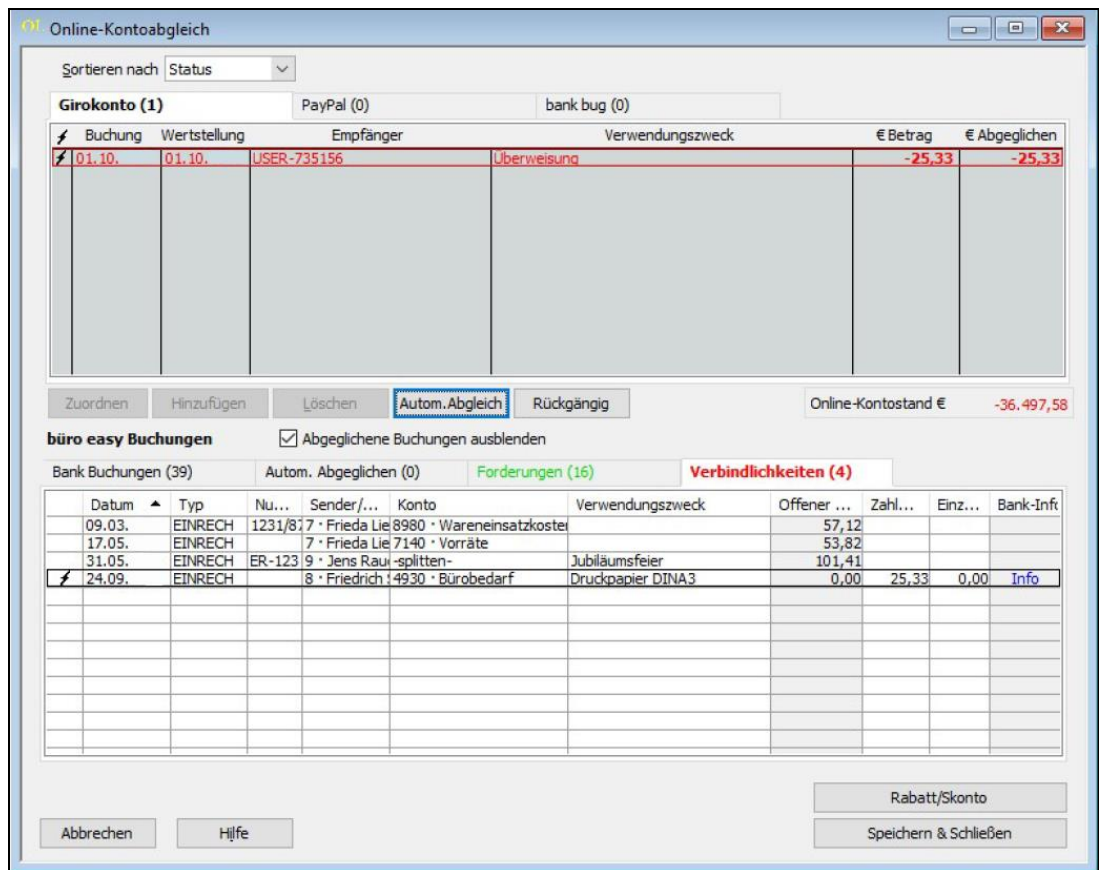 OL Online-Kontoabgleich
Sortieren nach Status
Girokonto (1) PayPal (0) bank bug (0)
Buchung Wertstellung Empfänger Verwendungszweck € Betrag € Abgeglichen
01.10. 01.10. USER-735156 Überweisung -25,33 -25,33
Zuordnen Hinzufügen Löschen Autom.Abgleich Rückgängig Online-Kontostand € -36.497,58
büro easy Buchungen Abgeglichene Buchungen ausblenden
Bank Buchungen (39) Autom. Abgeglichen (0) Forderungen (16) Verbindlichkeiten (4)
Datum Typ Nu... Sender/... Konto Verwendungszweck Offener ... Zahl... Einz... Bank-Info
09.03. EINRECH 1231/87 7 · Frieda Lie 8980 · Wareneinsatzkoste 57,12
17.05. EINRECH 7 · Frieda Lie 7140 · Vorräte 53,82
31.05. EINRECH ER-123 9 · Jens Rau -splitten- Jubiläumsfeier 101,41
24.09. EINRECH 8 · Friedrich 4930 · Bürobedarf Druckpapier DINA3 0,00 25,33 0,00 Info
Rabatt/Skonto
Abbrechen Hilfe Speichern & Schließen